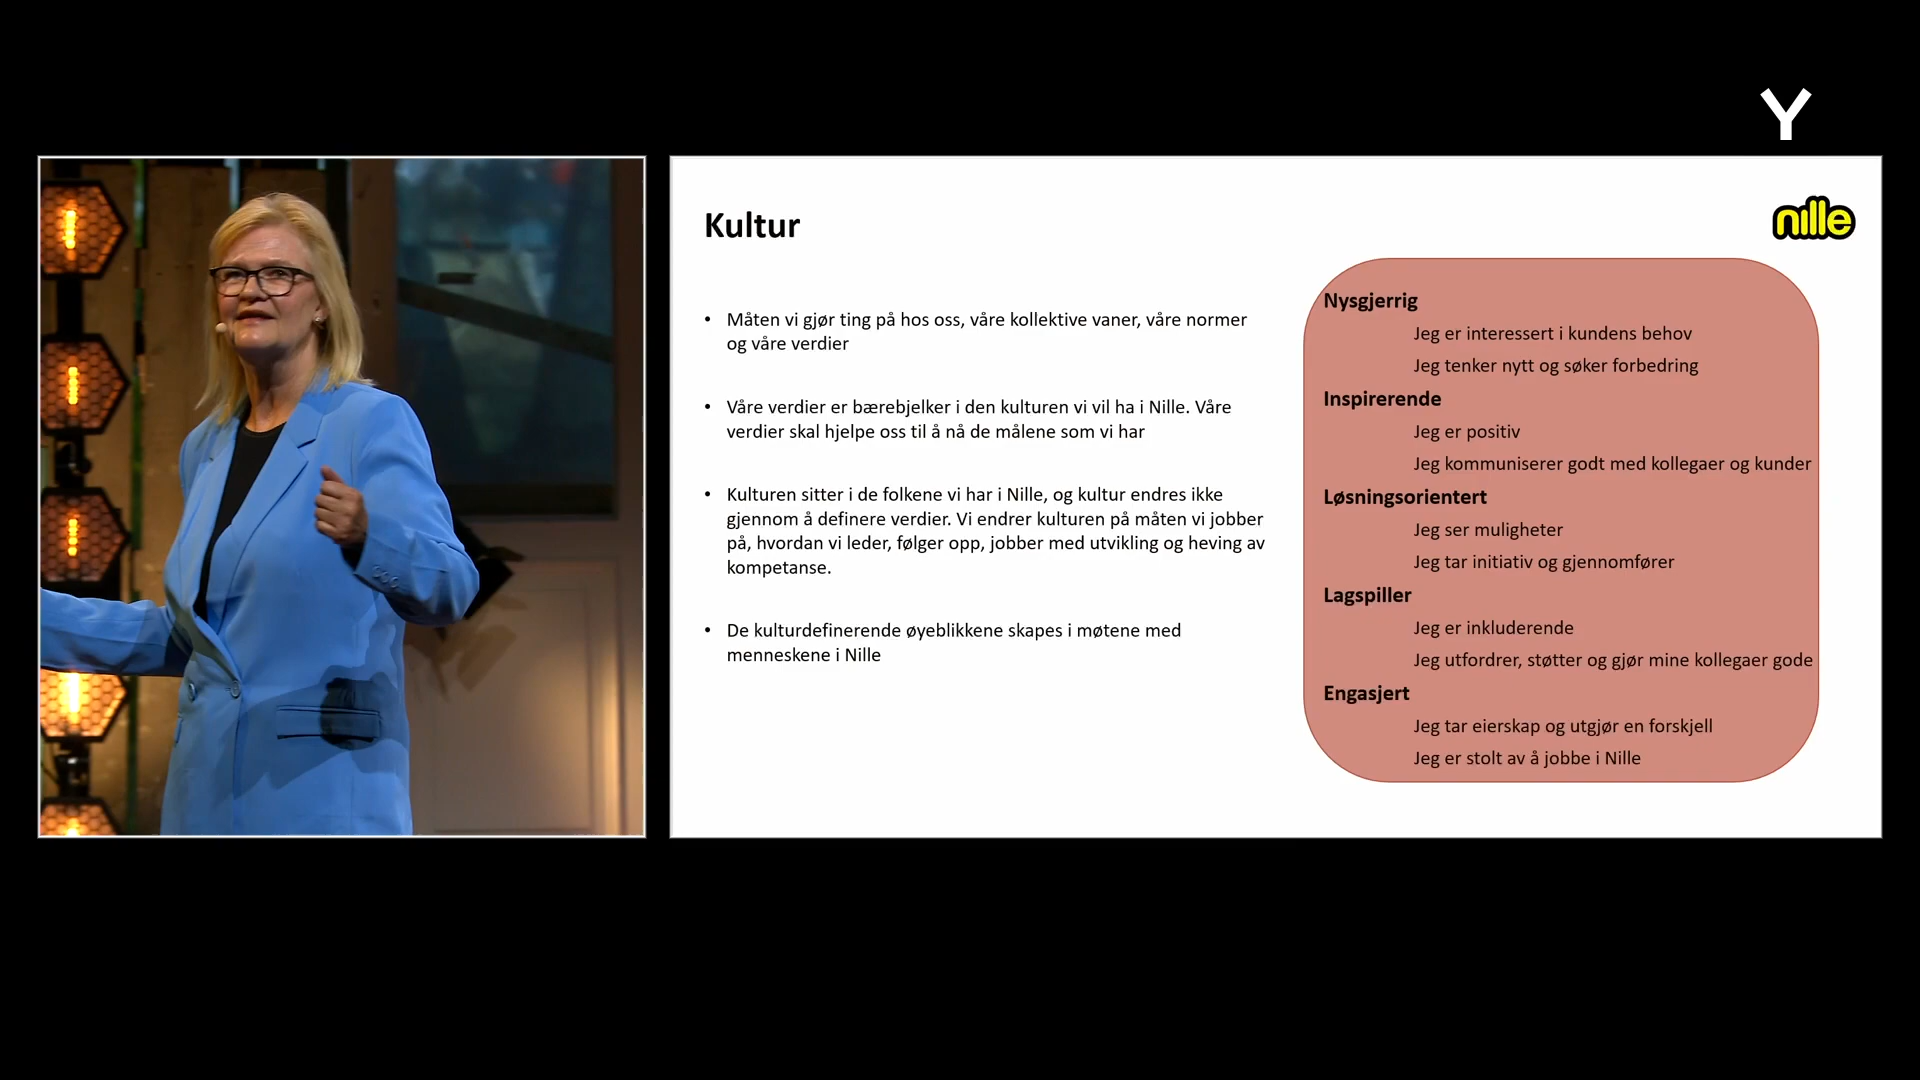 Y
Kultur
nille
• Måten vi gjør ting på hos oss, våre kollektive vaner, våre normer
og våre verdier
• Våre verdier er bærebjelker i den kulturen vi vil ha i Nille. Våre
verdier skal hjelpe oss til å nå de målene som vi har
• Kulturen sitter i de folkene vi har i Nille, og kultur endres ikke
gjennom å definere verdier. Vi endrer kulturen på måten vi jobber
på, hvordan vi leder, følger opp, jobber med utvikling og heving av
kompetanse.
• De kulturdefinerende øyeblikkene skapes i møtene med
menneskene i Nille
Nysgjerrig
Jeg er interessert i kundens behov
Jeg tenker nytt og søker forbedring
Inspirerende
Jeg er positiv
Jeg kommuniserer godt med kollegaer og kunder
Løsningsorientert
Jeg ser muligheter
Jeg tar initiativ og gjennomfører
Lagspiller
Jeg er inkluderende
Jeg utfordrer, støtter og gjør mine kollegaer gode
Engasjert
Jeg tar eierskap og utgjør en forskjell
Jeg er stolt av å jobbe i Nille